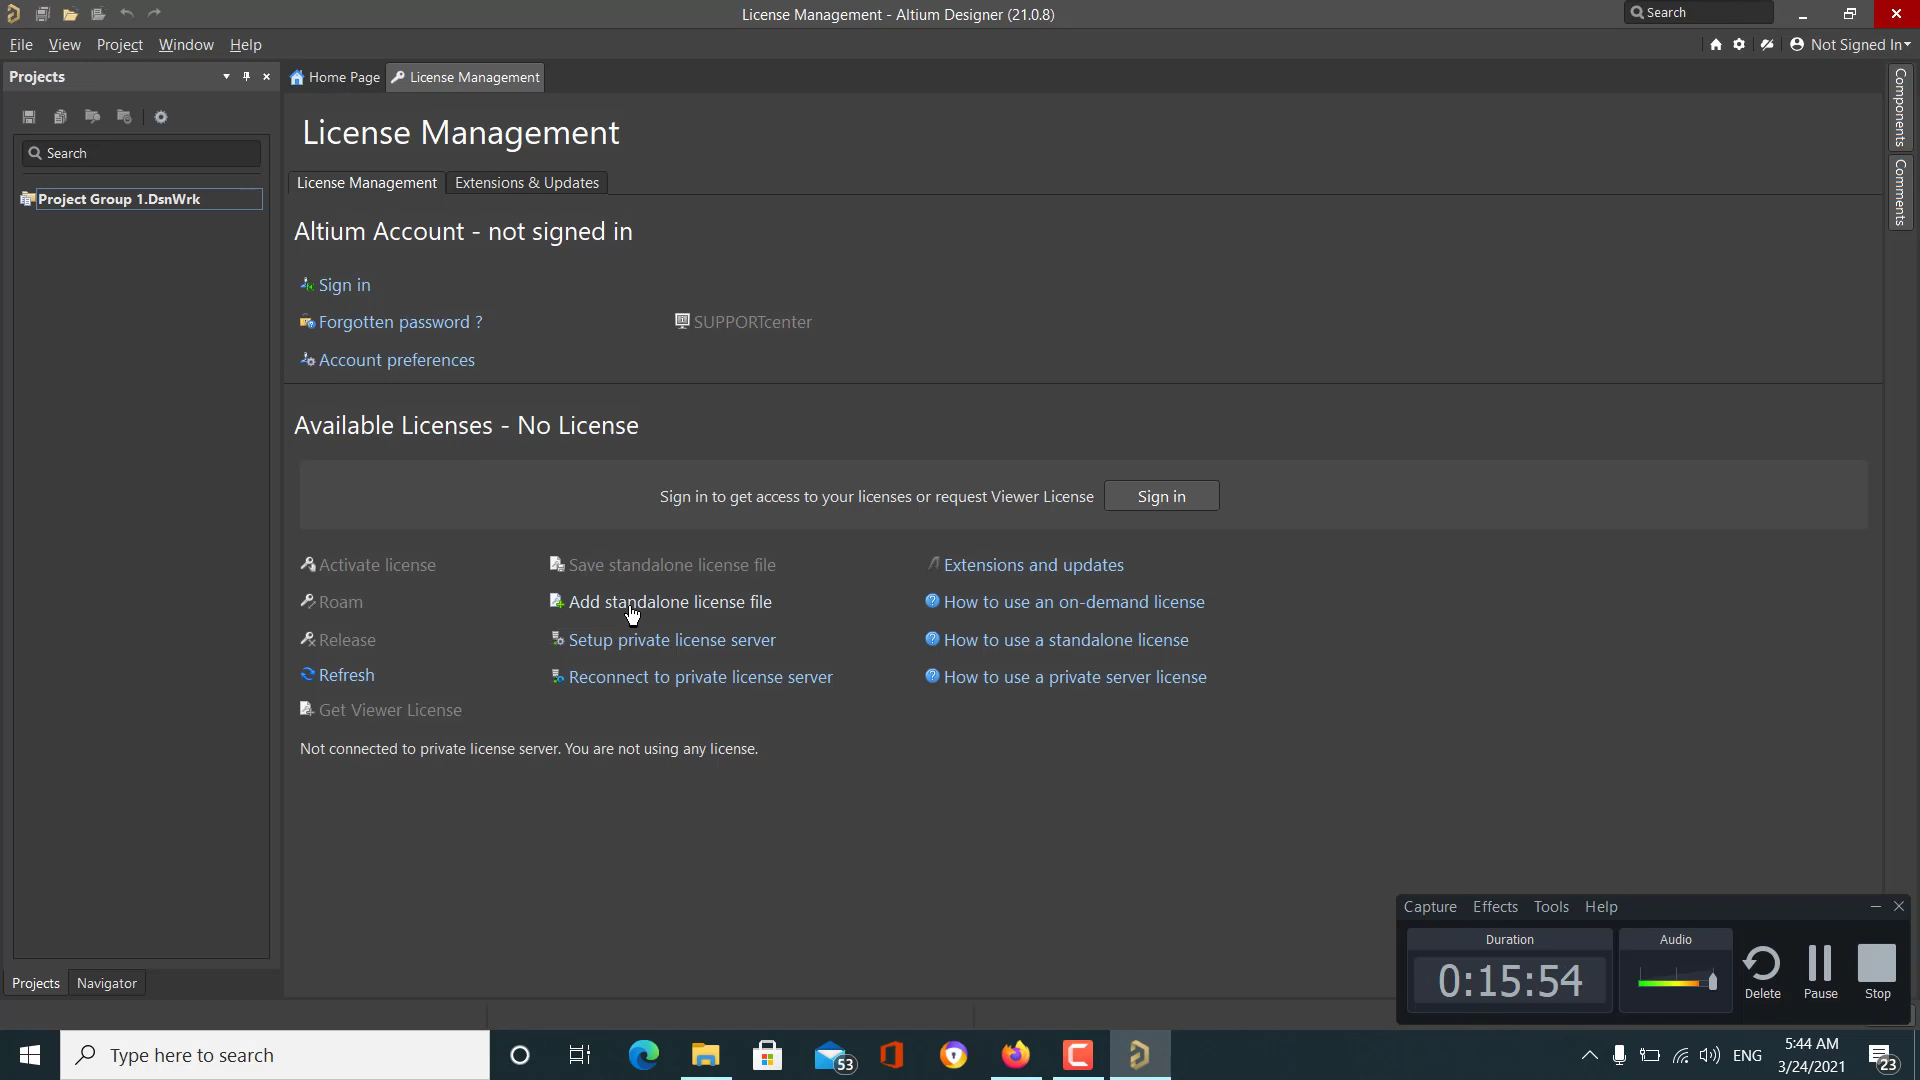 License Management - Altium Designer (21.0.8)
Search
File View Project Window Help
Not Signed In
Projects
Home Page
License Management
Search
Project Group 1.DsnWrk
License Management
License Management
Extensions & Updates
Altium Account - not signed in
Sign in
Forgotten password ?
SUPPORTcenter
Account preferences
Available Licenses - No License
Sign in to get access to your licenses or request Viewer License
Sign in
Activate license
Save standalone license file
Extensions and updates
Roam
Add standalone license file
How to use an on-demand license
Release
Setup private license server
How to use a standalone license
Refresh
Reconnect to private license server
How to use a private server license
Get Viewer License
Not connected to private license server. You are not using any license.
Components
Comments
Projects
Navigator
Capture Effects Tools Help
Duration
Audio
0:15:54
Delete
Pause
Stop
Type here to search
53
ENG
5:44 AM
3/24/2021
23